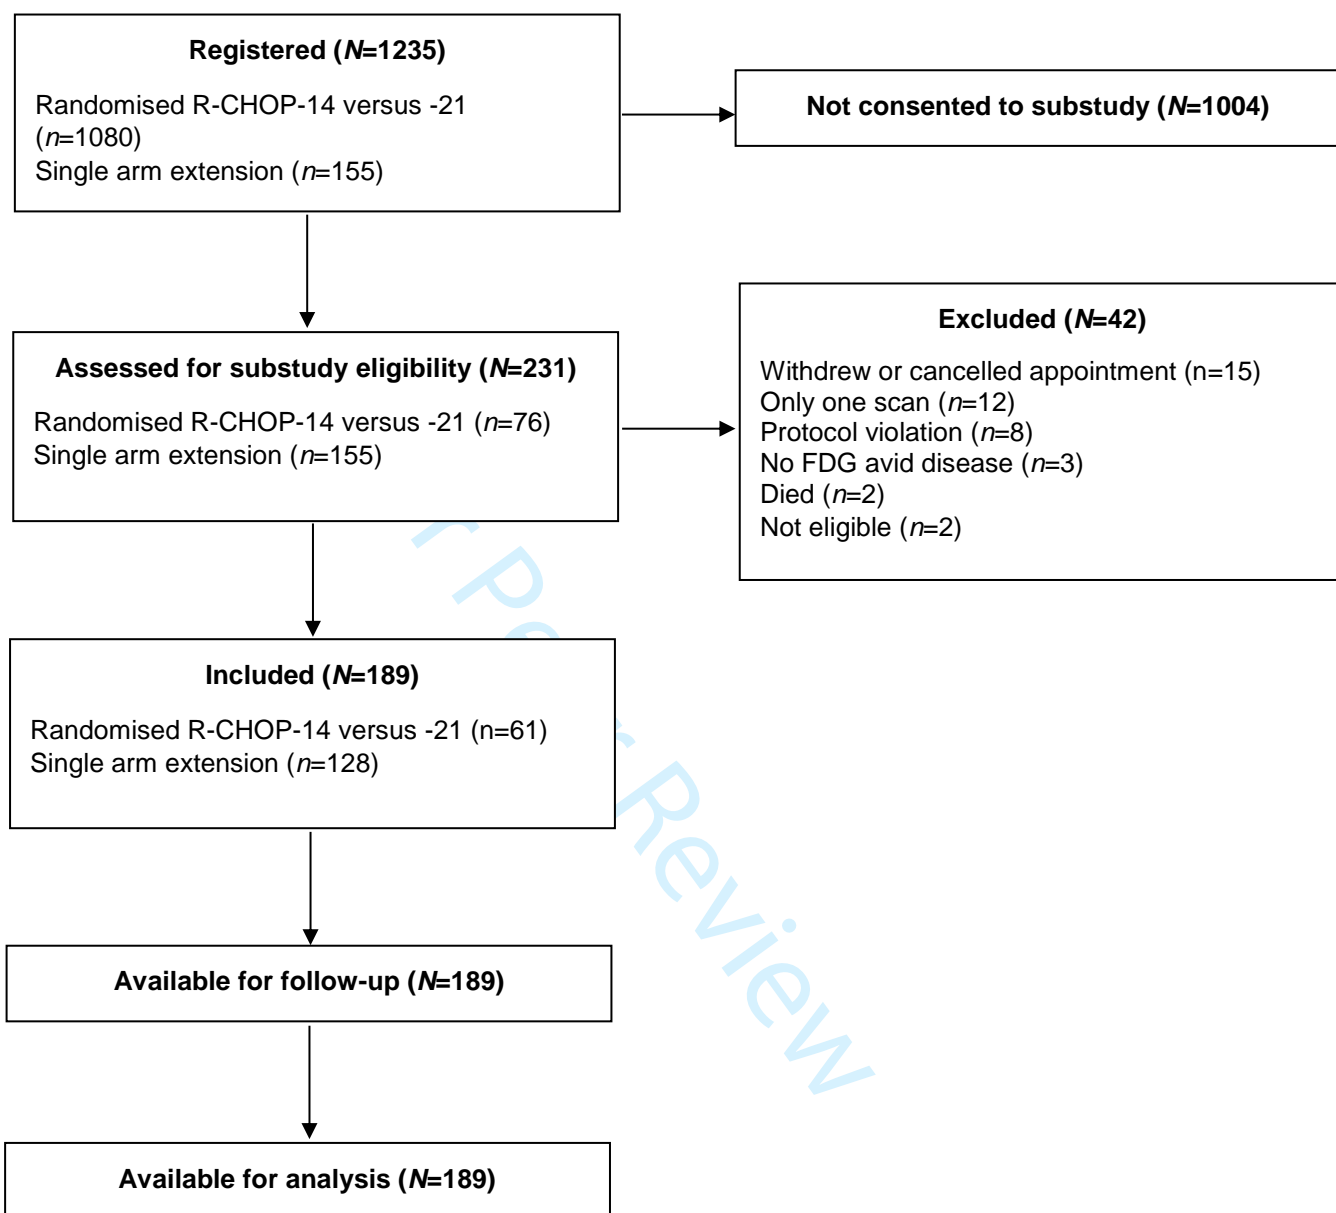 Registered (N=1235)
Randomised R-CHOP-14 versus -21
(n=1080)
Single arm extension (n=155)
Not consented to substudy (N=1004)
Assessed for substudy eligibility (N=231)
Randomised R-CHOP-14 versus -21 (n=76)
Single arm extension (n=155)
Excluded (N=42)
Withdrew or cancelled appointment (n=15)
Only one scan (n=12)
Protocol violation (n=8)
No FDG avid disease (n=3)
Died (n=2)
Not eligible (n=2)
Included (N=189)
Randomised R-CHOP-14 versus -21 (n=61)
Single arm extension (n=128)
Available for follow-up (N=189)
Available for analysis (N=189)
r Peer Review